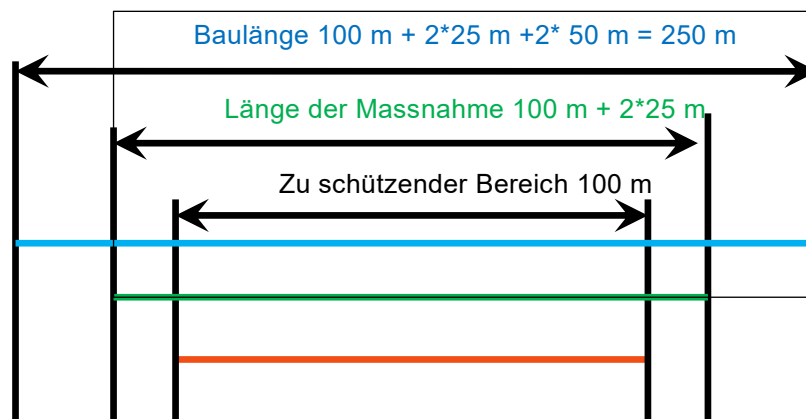 Baulänge 100 m + 2*25 m +2* 50 m = 250 m
Länge der Massnahme 100 m + 2*25 m
Zu schützender Bereich 100 m